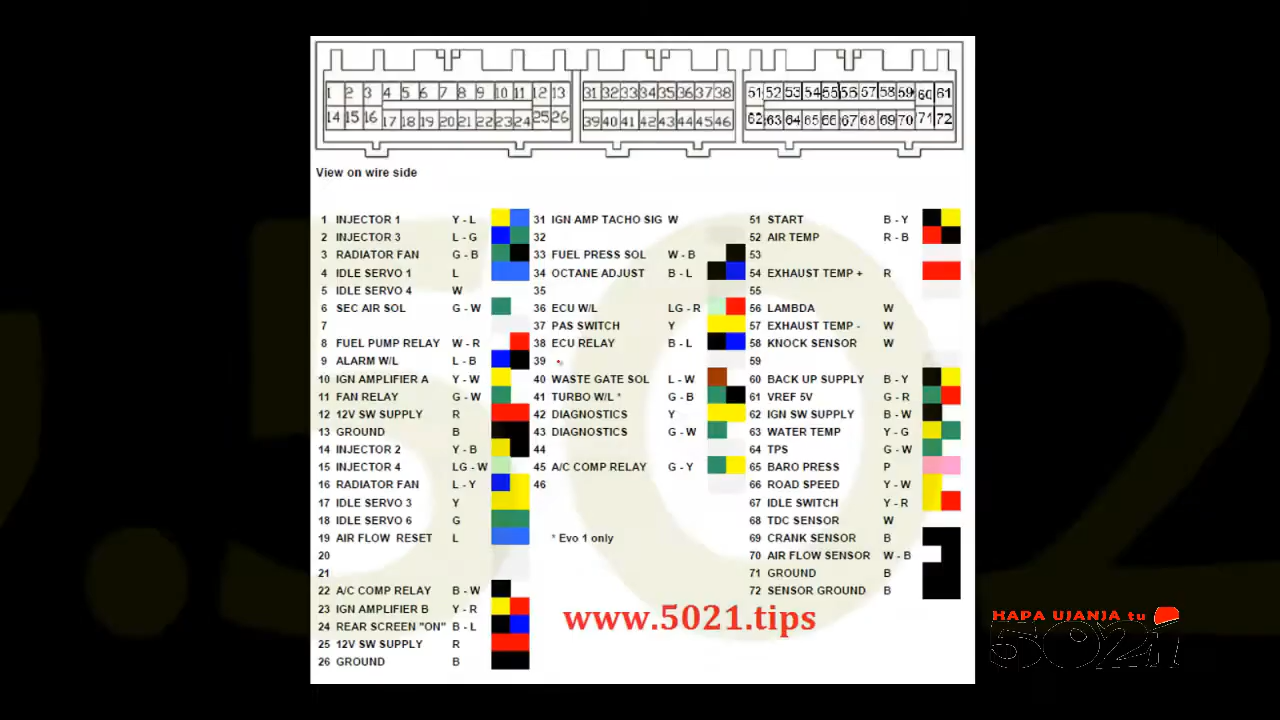 1 2 3 4 5 6 7 8 9 10 11 12 13 31 32 33 34 35 36 37 38 51 52 53 54 55 56 57 58 59 60 61
14 15 16 17 18 19 20 21 22 23 24 25 26 39 40 41 42 43 44 45 46 62 63 64 65 66 67 68 69 70 71 72
View on wire side
1 INJECTOR 1 Y - L
2 INJECTOR 3 L - G
3 RADIATOR FAN G - B
4 IDLE SERVO 1 L
5 IDLE SERVO 4 W
6 SEC AIR SOL G - W
7
8 FUEL PUMP RELAY W - R
9 ALARM W/L L - B
10 IGN AMPLIFIER A Y - W
11 FAN RELAY G - W
12 12V SW SUPPLY R
13 GROUND B
14 INJECTOR 2 Y - B
15 INJECTOR 4 LG - W
16 RADIATOR FAN L - Y
17 IDLE SERVO 3 Y
18 IDLE SERVO 6 G
19 AIR FLOW RESET L
20
21
22 A/C COMP RELAY B - W
23 IGN AMPLIFIER B Y - R
24 REAR SCREEN "ON" B - L
25 12V SW SUPPLY R
26 GROUND B
31 IGN AMP TACHO SIG W
32
33 FUEL PRESS SOL W - B
34 OCTANE ADJUST B - L
35
36 ECU W/L LG - R
37 PAS SWITCH Y
38 ECU RELAY B - L
39
40 WASTE GATE SOL L - W
41 TURBO W/L * G - B
42 DIAGNOSTICS Y
43 DIAGNOSTICS G - W
44
45 A/C COMP RELAY G - Y
46
* Evo 1 only
51 START B - Y
52 AIR TEMP R - B
53
54 EXHAUST TEMP + R
55
56 LAMBDA W
57 EXHAUST TEMP - W
58 KNOCK SENSOR W
59
60 BACK UP SUPPLY B - Y
61 VREF 5V G - R
62 IGN SW SUPPLY B - W
63 WATER TEMP Y - G
64 TPS G - W
65 BARO PRESS P
66 ROAD SPEED Y - W
67 IDLE SWITCH Y - R
68 TDC SENSOR W
69 CRANK SENSOR B
70 AIR FLOW SENSOR W - B
71 GROUND B
72 SENSOR GROUND B
www.5021.tips
HAPA UJANJA tu
5021